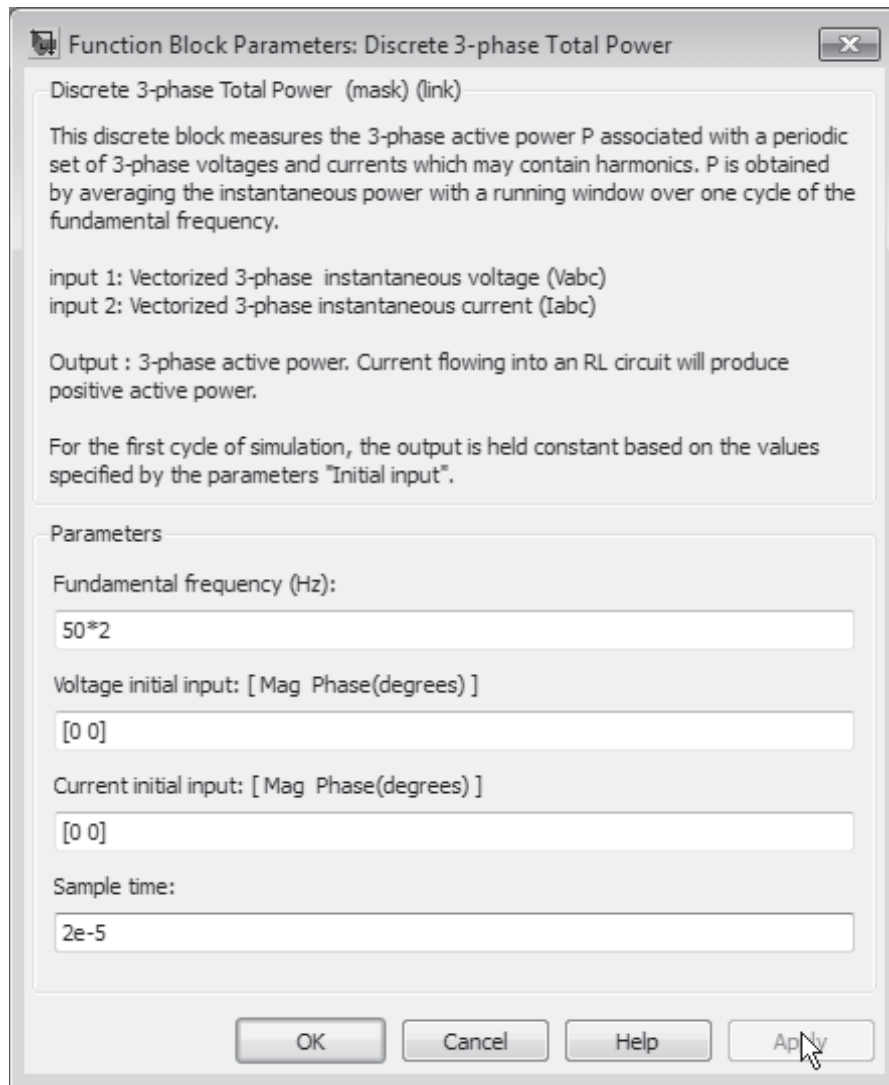 Function Block Parameters: Discrete 3-phase Total Power
Discrete 3-phase Total Power (mask) (link)
This discrete block measures the 3-phase active power P associated with a periodic
set of 3-phase voltages and currents which may contain harmonics. P is obtained
by averaging the instantaneous power with a running window over one cycle of the
fundamental frequency.
input 1: Vectorized 3-phase instantaneous voltage (Vabc)
input 2: Vectorized 3-phase instantaneous current (Iabc)
Output : 3-phase active power. Current flowing into an RL circuit will produce
positive active power.
For the first cycle of simulation, the output is held constant based on the values
specified by the parameters "Initial input".
Parameters
Fundamental frequency (Hz):
50*2
Voltage initial input: [ Mag Phase(degrees) ]
[0 0]
Current initial input: [ Mag Phase(degrees) ]
[0 0]
Sample time:
2e-5
OK Cancel Help Apply